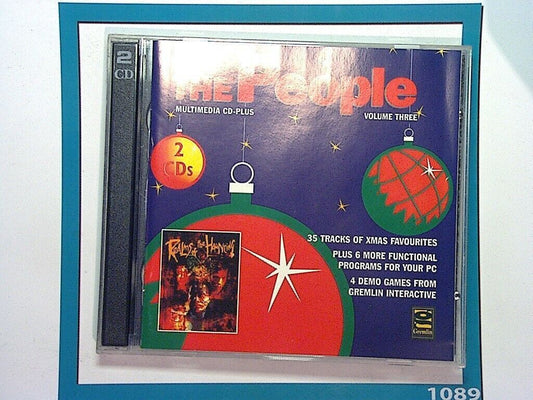 2
CD
THE People
MULTIMEDIA CD-PLUS
VOLUME THREE
2
CDs
35 TRACKS OF XMAS FAVOURITES
PLUS 6 MORE FUNCTIONAL
PROGRAMS FOR YOUR PC
4 DEMO GAMES FROM
GREMLIN INTERACTIVE
Realms of the Haunting
Gremlin
1089